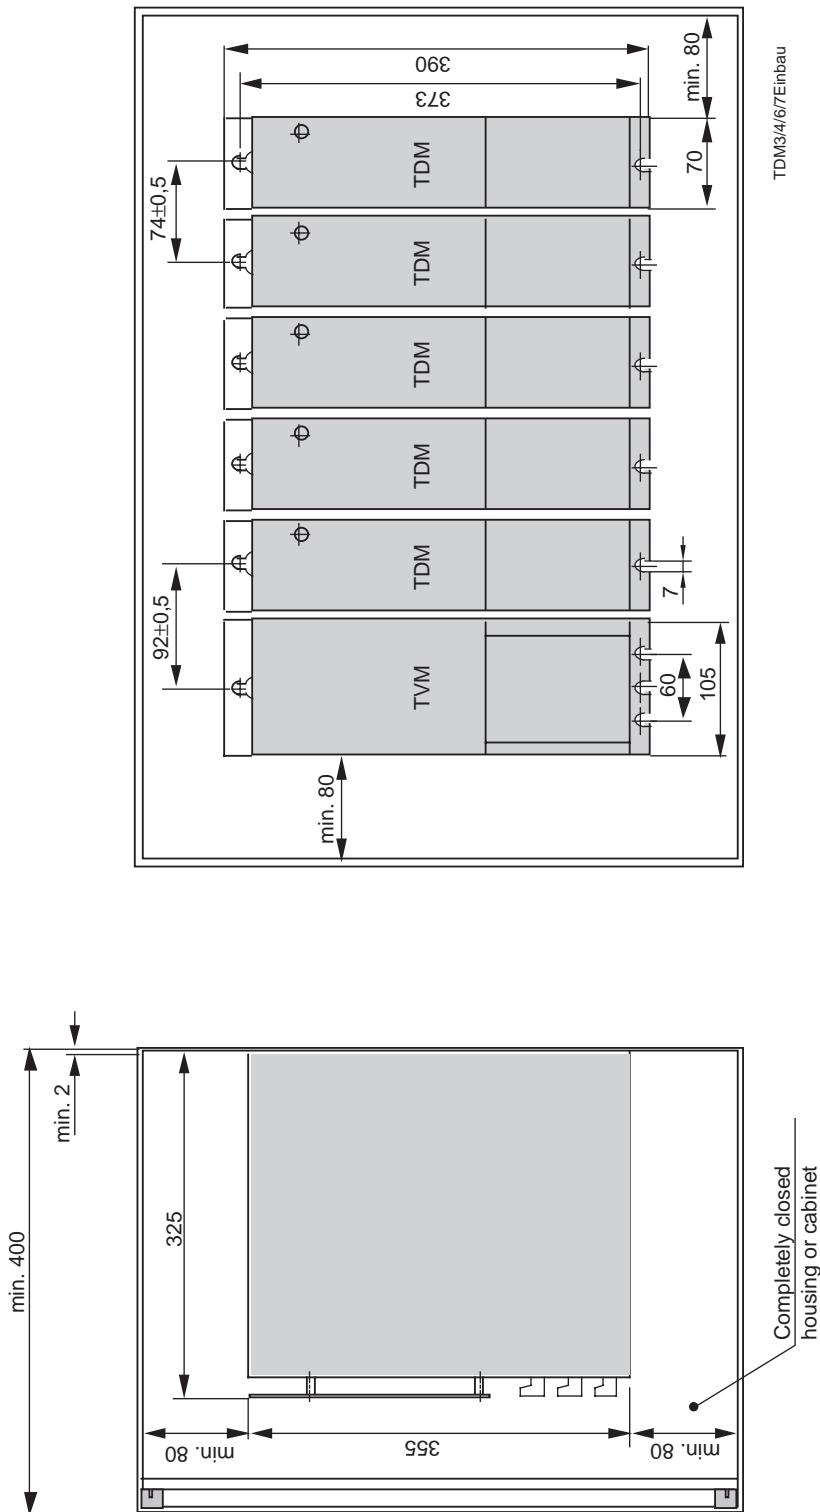 390
373
min. 80
TDM3/4/6/7Einbau
74±0,5
TDM
70
TDM
TDM
TDM
TDM
92±0,5
7
TVM
60
105
min. 80
min. 400
min. 2
325
Completely closed
housing or cabinet
min. 80
355
min. 80